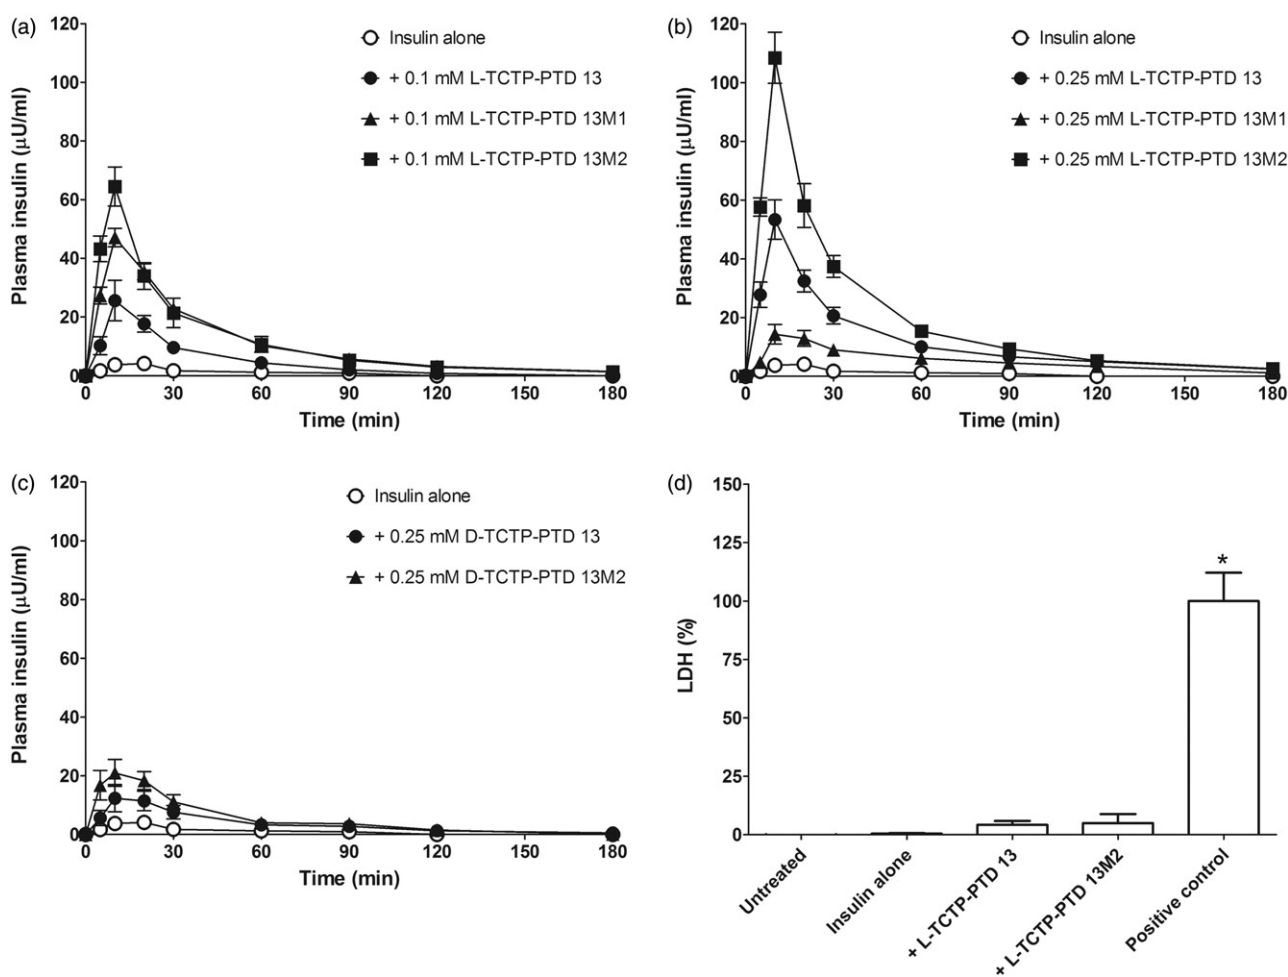 (a)
Plasma insulin (μU/ml)
120
100
80
60
40
20
0
Insulin alone
+ 0.1 mM L-TCTP-PTD 13
+ 0.1 mM L-TCTP-PTD 13M1
+ 0.1 mM L-TCTP-PTD 13M2
0 30 60 90 120 150 180
Time (min)
(b)
Plasma insulin (μU/ml)
120
100
80
60
40
20
0
Insulin alone
+ 0.25 mM L-TCTP-PTD 13
+ 0.25 mM L-TCTP-PTD 13M1
+ 0.25 mM L-TCTP-PTD 13M2
0 30 60 90 120 150 180
Time (min)
(c)
Plasma insulin (μU/ml)
120
100
80
60
40
20
0
Insulin alone
+ 0.25 mM D-TCTP-PTD 13
+ 0.25 mM D-TCTP-PTD 13M2
0 30 60 90 120 150 180
Time (min)
(d)
LDH (%)
150
125
100
75
50
25
0
*
Untreated
Insulin alone
+ L-TCTP-PTD 13
+ L-TCTP-PTD 13M2
Positive control